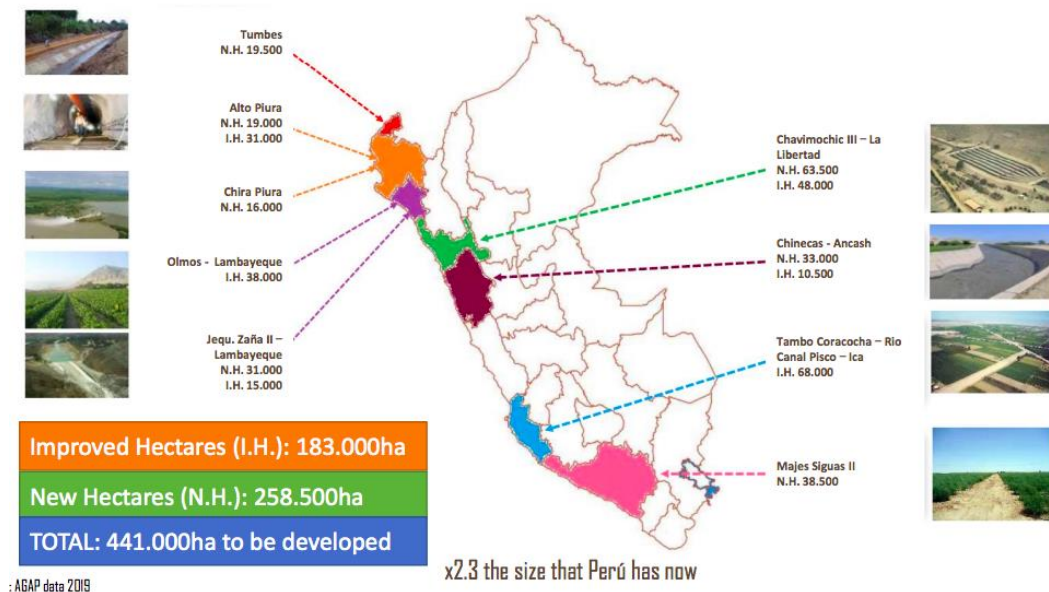 Tumbes
N.H. 19.500
Alto Piura
N.H. 19.000
I.H. 31.000
Chira Piura
N.H. 16.000
Olmos - Lambayeque
I.H. 38.000
Jequ. Zaña II –
Lambayeque
N.H. 31.000
I.H. 15.000
Chavimochic III – La
Libertad
N.H. 63.500
I.H. 48.000
Chinecas - Ancash
N.H. 33.000
I.H. 10.500
Tambo Coracocha – Rio
Canal Pisco – Ica
I.H. 68.000
Majes Siguas II
N.H. 38.500
Improved Hectares (I.H.): 183.000ha
New Hectares (N.H.): 258.500ha
TOTAL: 441.000ha to be developed
x2.3 the size that Perú has now
: AGAP data 2019